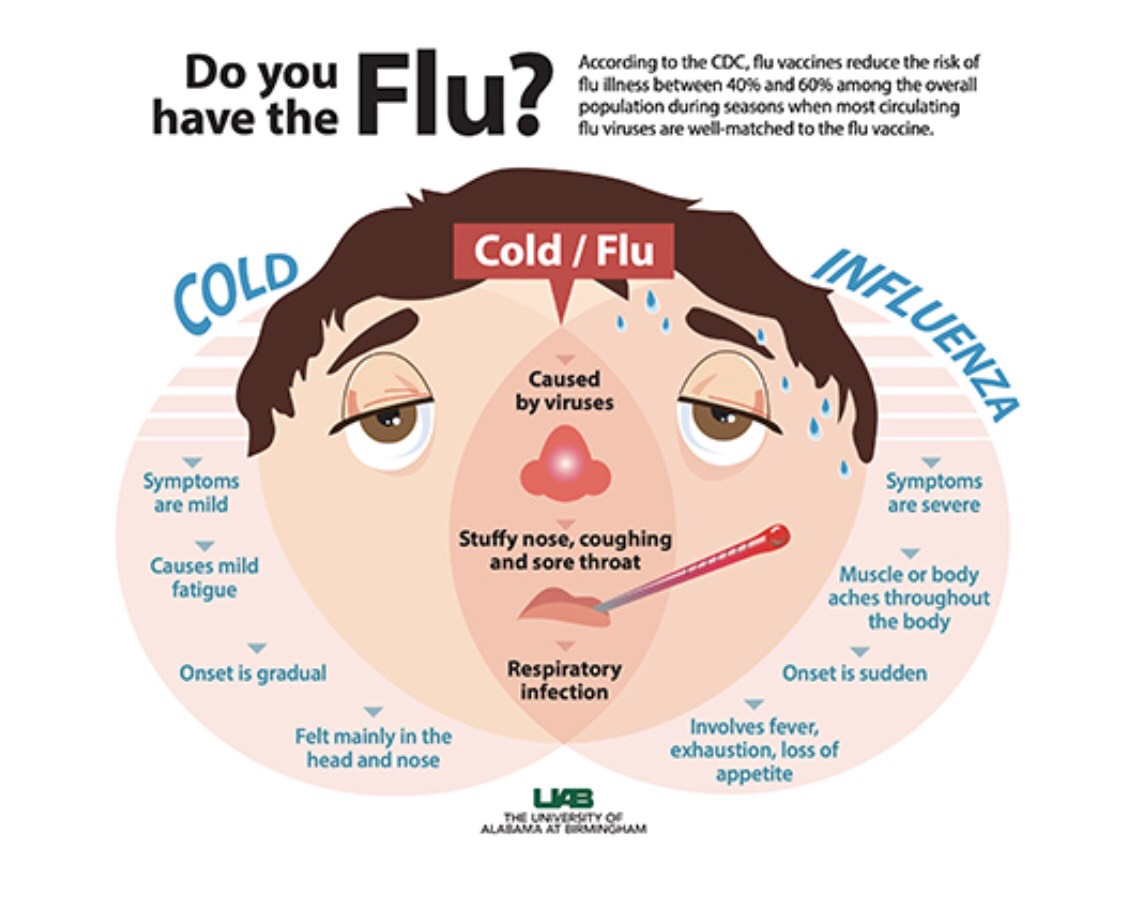 Do you
have the
Flu?
According to the CDC, flu vaccines reduce the risk of
flu illness between 40% and 60% among the overall
population during seasons when most circulating
flu viruses are well-matched to the flu vaccine.
COLD
Cold / Flu
INFLUENZA
Symptoms
are mild
Causes mild
fatigue
Onset is gradual
Felt mainly in the
head and nose
Caused
by viruses
Stuffy nose, coughing
and sore throat
Respiratory
infection
Symptoms
are severe
Muscle or body
aches throughout
the body
Onset is sudden
Involves fever,
exhaustion, loss of
appetite
UAB
THE UNIVERSITY OF
ALABAMA AT BIRMINGHAM